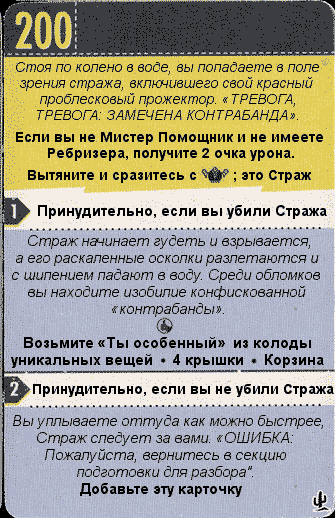 200
Стоя по колено в воде, вы попадаете в поле
зрения стража, включившего свой красный
проблесковый прожектор. «ТРЕВОГА,
ТРЕВОГА: ЗАМЕЧЕНА КОНТРАБАНДА».
Если вы не Мистер Помощник и не имеете
Ребризера, получите 2 очка урона.
Вытяните и сразитесь с ; это Страж
1 Принудительно, если вы убили Стража
Страж начинает гудеть и взрывается,
а его раскаленные осколки разлетаются и
с шипением падают в воду. Среди обломков
вы находите изобилие конфискованной
«контрабанды».
Возьмите «Ты особенный» из колоды
уникальных вещей • 4 крышки • Корзина
2 Принудительно, если вы не убили Стража
Вы уплываете оттуда как можно быстрее,
Страж следует за вами. «ОШИБКА:
Пожалуйста, вернитесь в секцию
подготовки для разбора".
Добавьте эту карточку